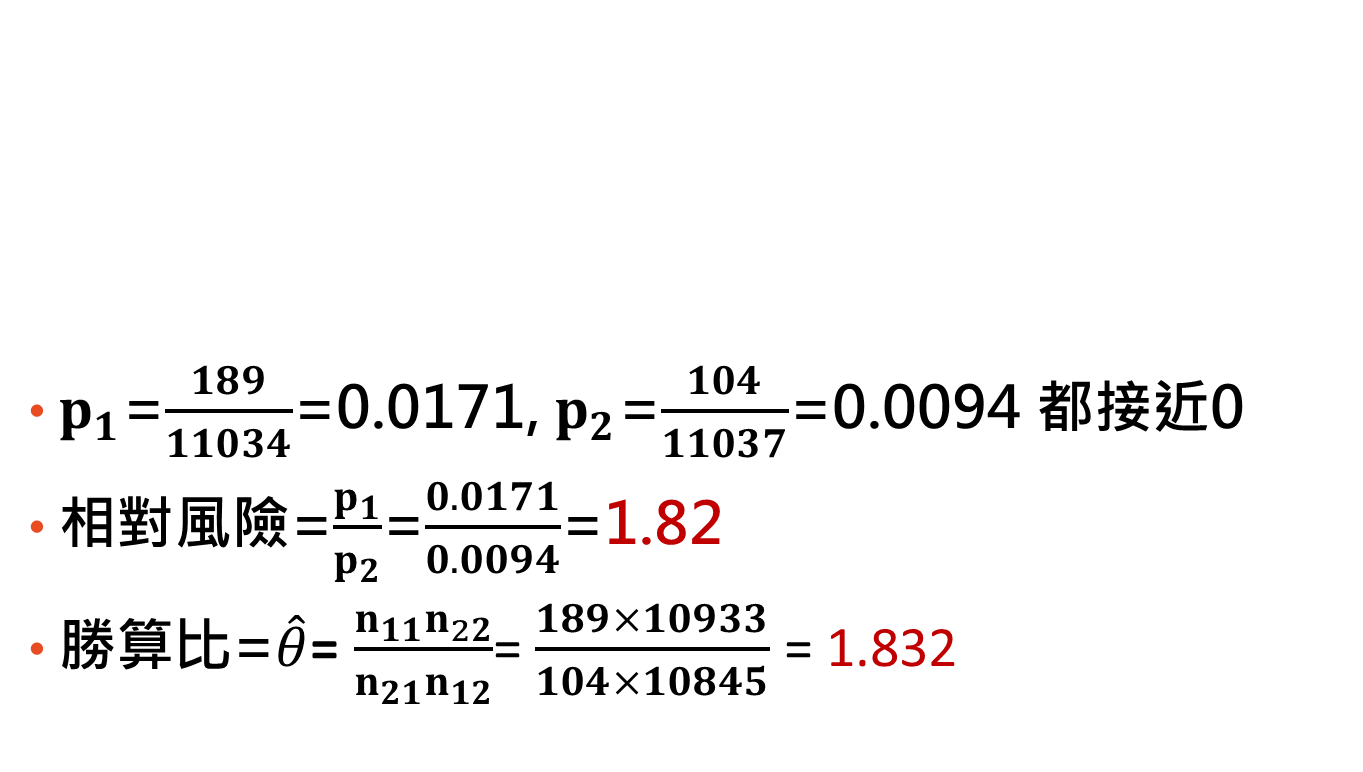 • p₁ = 189/11034 =0.0171, p₂ = 104/11037 =0.0094 都接近0
• 相對風險 = p₁/p₂ = 0.0171/0.0094 = 1.82
• 勝算比 = θ̂ = n₁₁n₂₂/n₂₁n₁₂ = 189×10933/104×10845 = 1.832